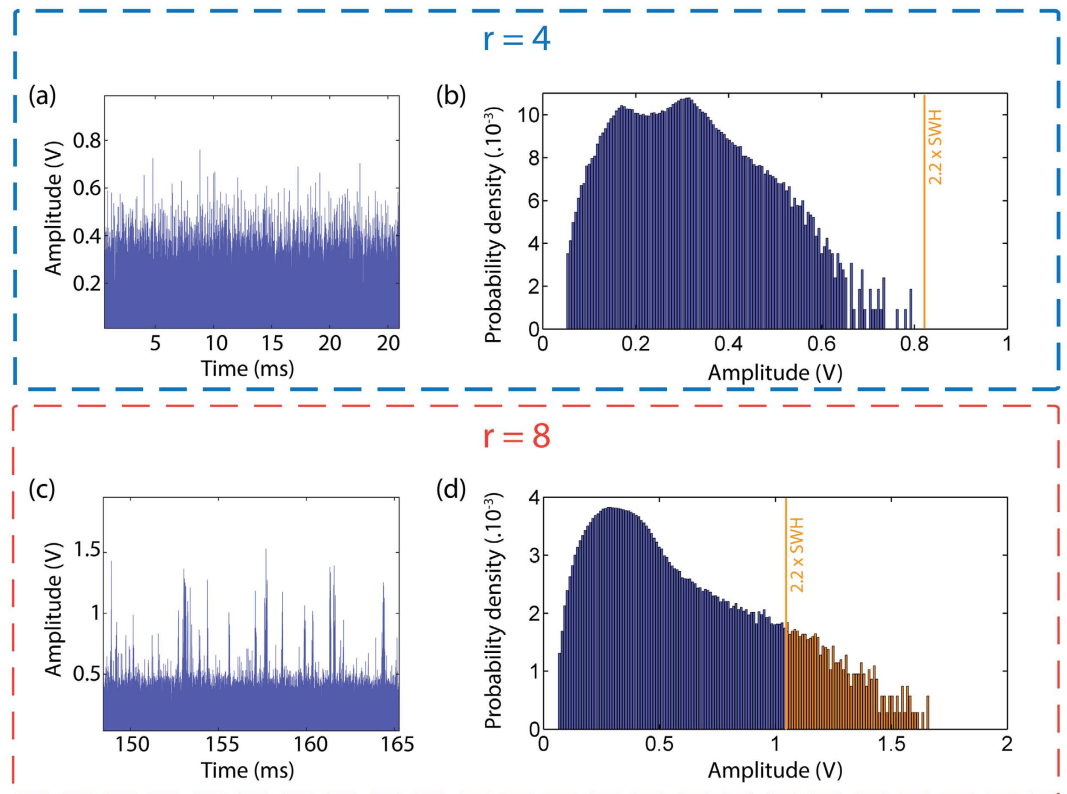 r = 4
(a)
Amplitude (V)
0.8
0.6
0.4
0.2
5
10
15
20
20
20
Time (ms)
(b)
Probability density (.10⁻³)
10
8
6
4
2
0
2.2 x SWH
0
0.2
0.4
0.6
0.8
1
Amplitude (V)
r = 8
(c)
Amplitude (V)
1.5
1
0.5
150
155
160
165
Time (ms)
(d)
Probability density (.10⁻³)
4
3
2
1
0
2.2 x SWH
0
0.5
1
1.5
2
Amplitude (V)